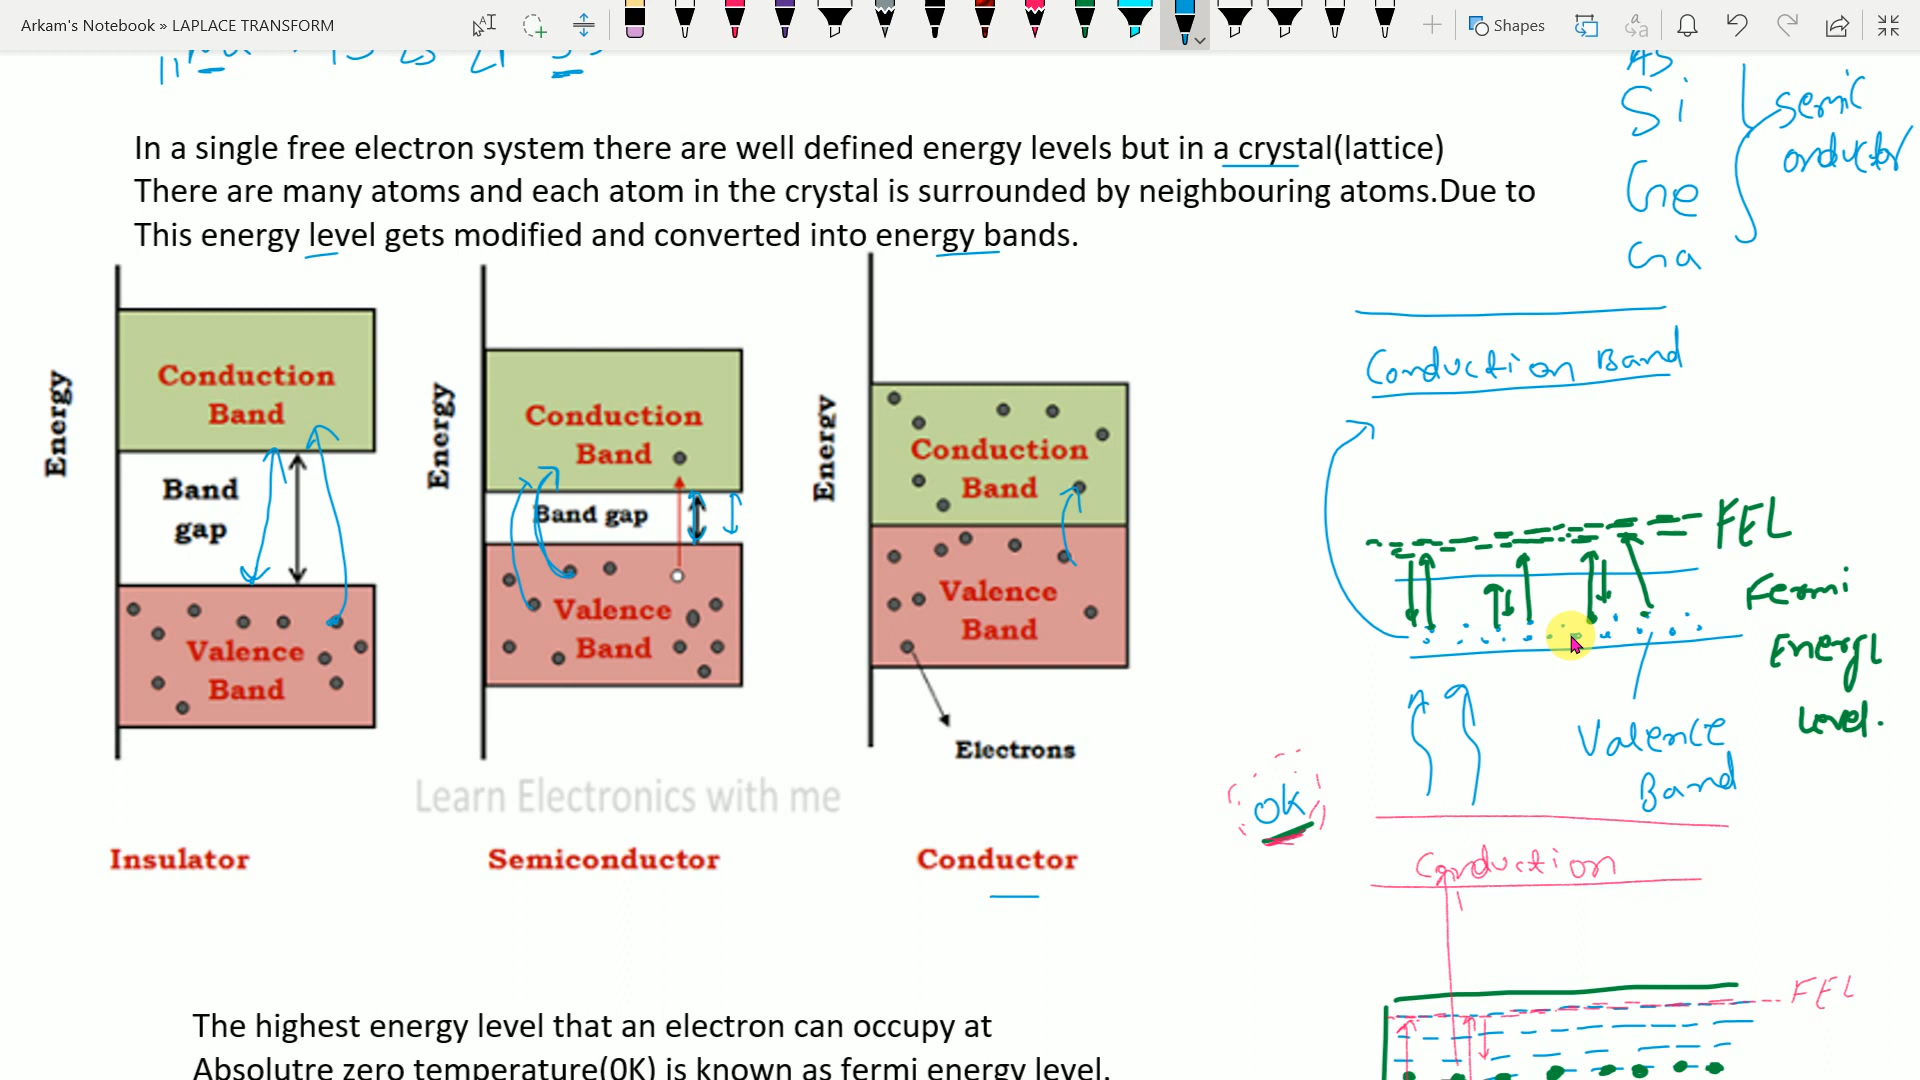 Arkam's Notebook » LAPLACE TRANSFORM
Shapes
As
Si
Ge
Ga
semic
onductor
In a single free electron system there are well defined energy levels but in a crystal(lattice)
There are many atoms and each atom in the crystal is surrounded by neighbouring atoms.Due to
This energy level gets modified and converted into energy bands.
Energy
Conduction
Band
Band
gap
Valence
Band
Insulator
Energy
Conduction
Band
Band gap
Valence
Band
Semiconductor
Energy
Conduction
Band
Valence
Band
Electrons
Conductor
Learn Electronics with me
Conduction Band
FEL
Fermi
Energy
Level.
Valence
Band
OK
Conduction
FEL
The highest energy level that an electron can occupy at
Absolutre zero temperature(0K) is known as fermi energy level.